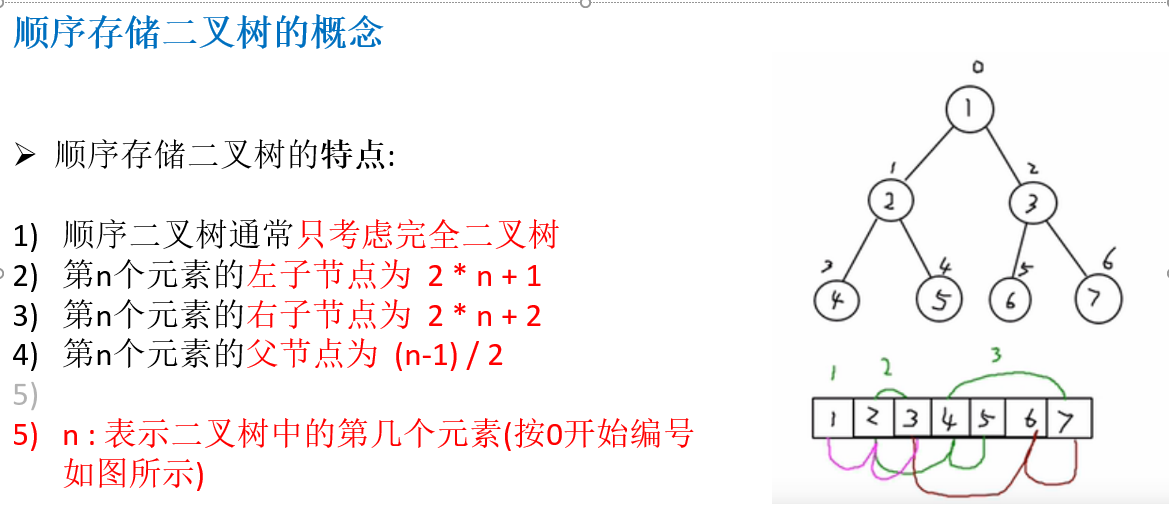 顺序存储二叉树的概念
➢ 顺序存储二叉树的特点:
1) 顺序二叉树通常只考虑完全二叉树
2) 第n个元素的左子节点为 2 * n + 1
3) 第n个元素的右子节点为 2 * n + 2
4) 第n个元素的父节点为 (n-1) / 2
5)
5) n : 表示二叉树中的第几个元素(按0开始编号
如图所示)
0
1
1 2
2 3
3 4 5 6
4 5 6 7
1 2 3
1 2 3 4 5 6 7